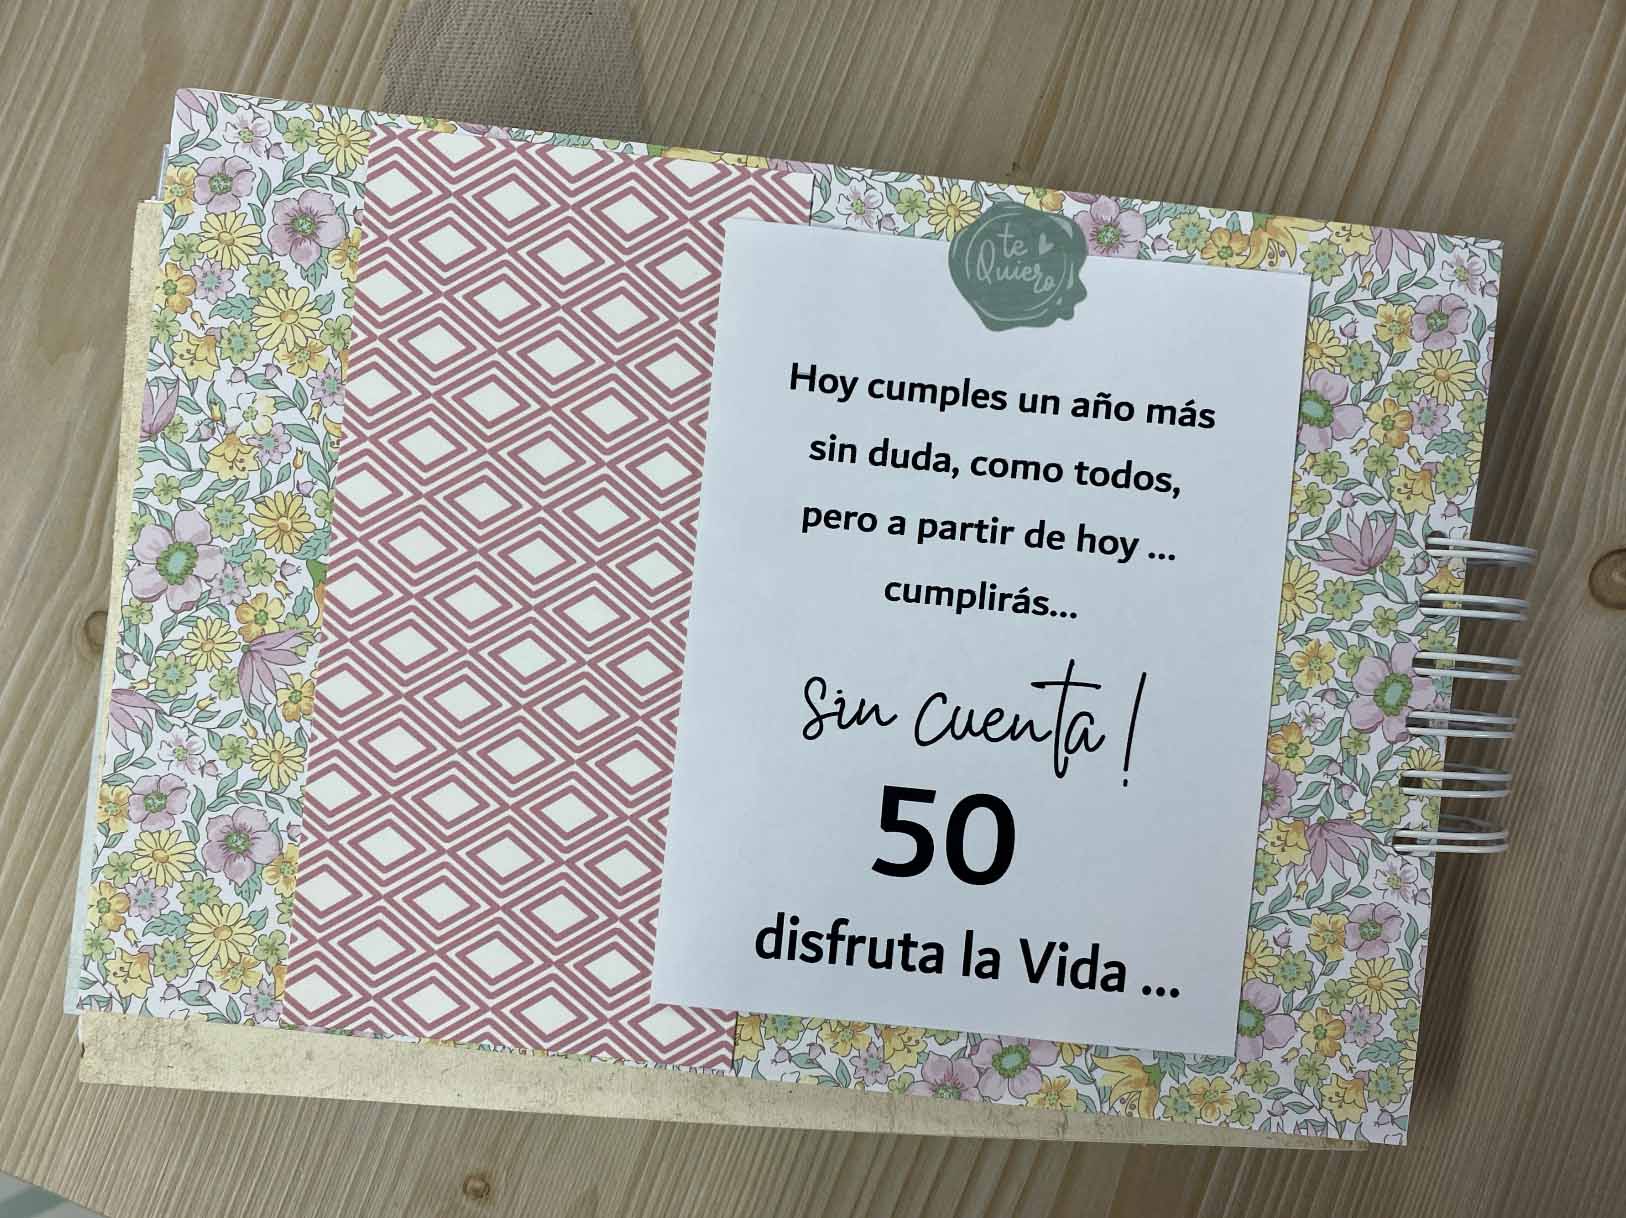 te
Quiero
Hoy cumples un año más
sin duda, como todos,
pero a partir de hoy ...
cumplirás...
Sin cuenta!
50
disfruta la Vida ...